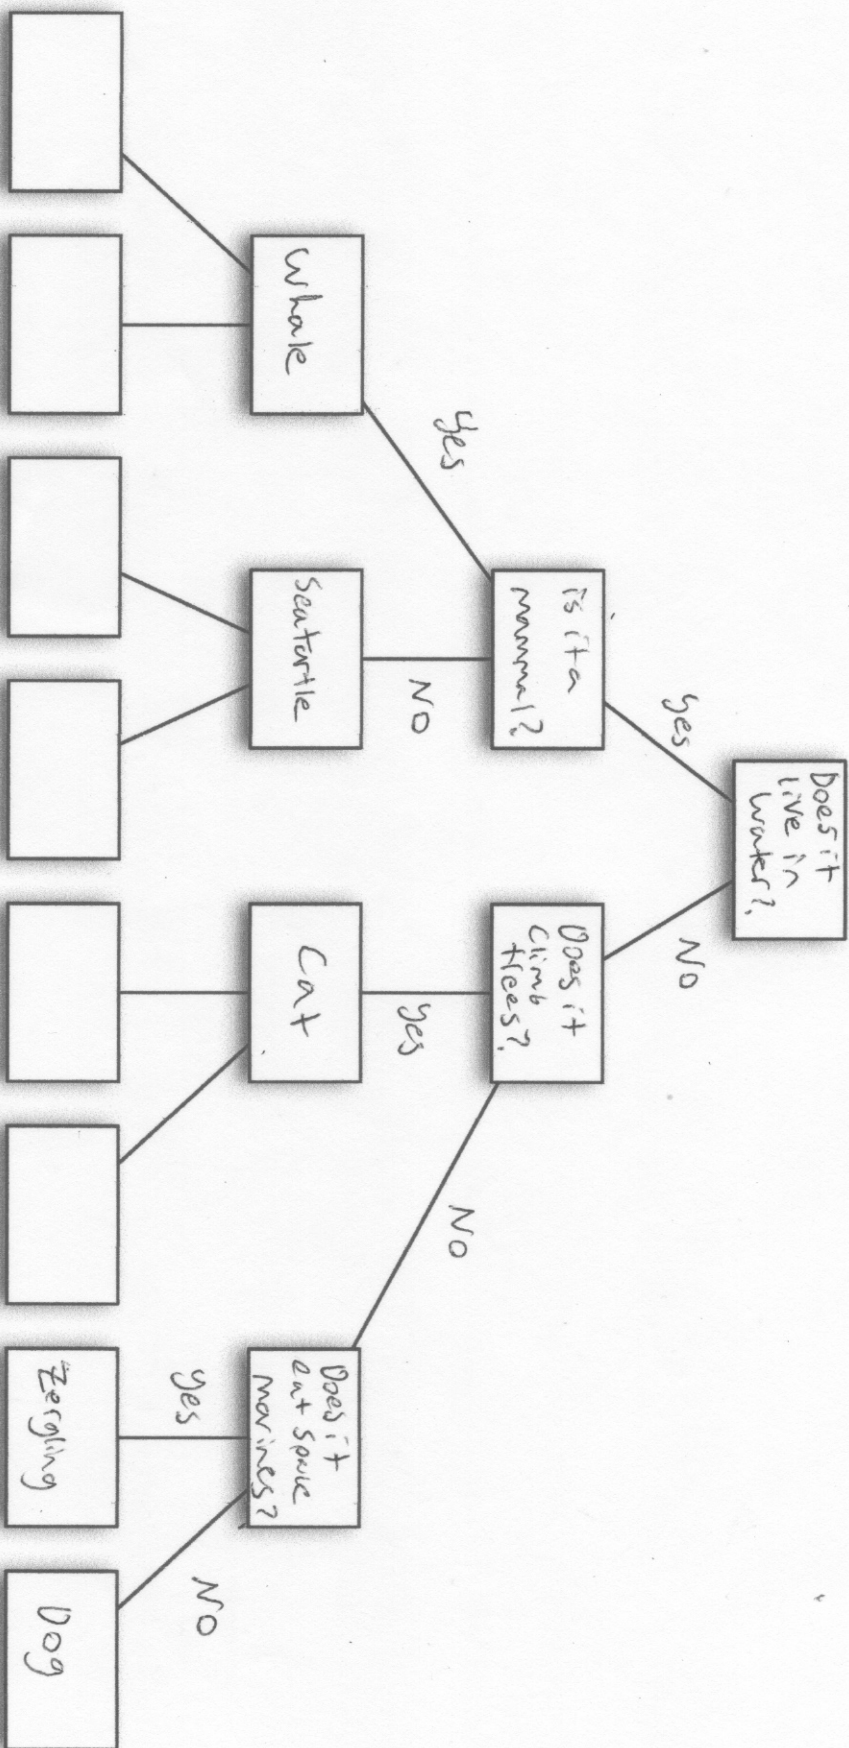 Does it
live in
water?
Yes
NO
is it a
mammal?
Does it
climb
trees?
Yes
NO
Yes
NO
Whale
Seaturtle
Cat
Does it
eat space
marines?
Yes
NO
Zergling
Dog